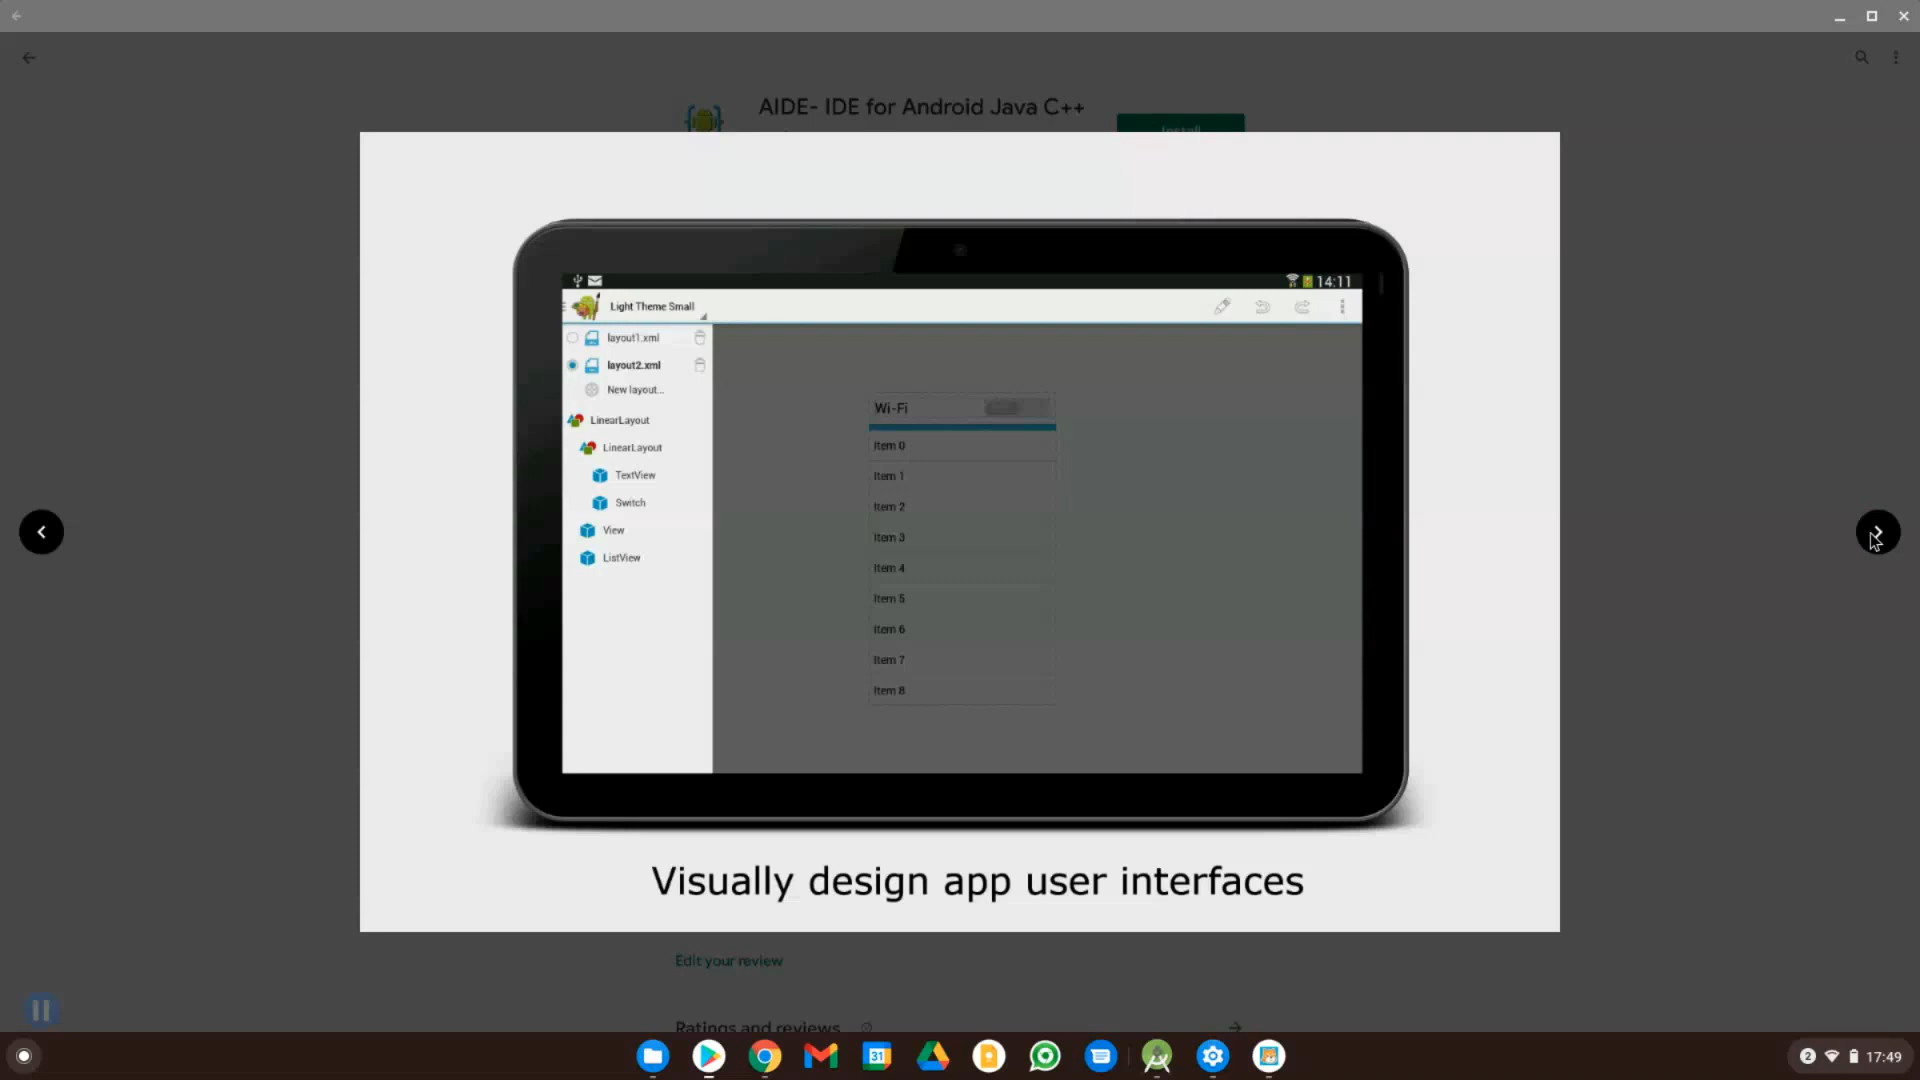 AIDE- IDE for Android Java C++
Install
14:11
Light Theme Small
layout1.xml
layout2.xml
New layout...
LinearLayout
LinearLayout
TextView
Switch
View
ListView
Wi-Fi
Item 0
Item 1
Item 2
Item 3
Item 4
Item 5
Item 6
Item 7
Item 8
Visually design app user interfaces
Edit your review
Ratings and reviews
31
2
17:49